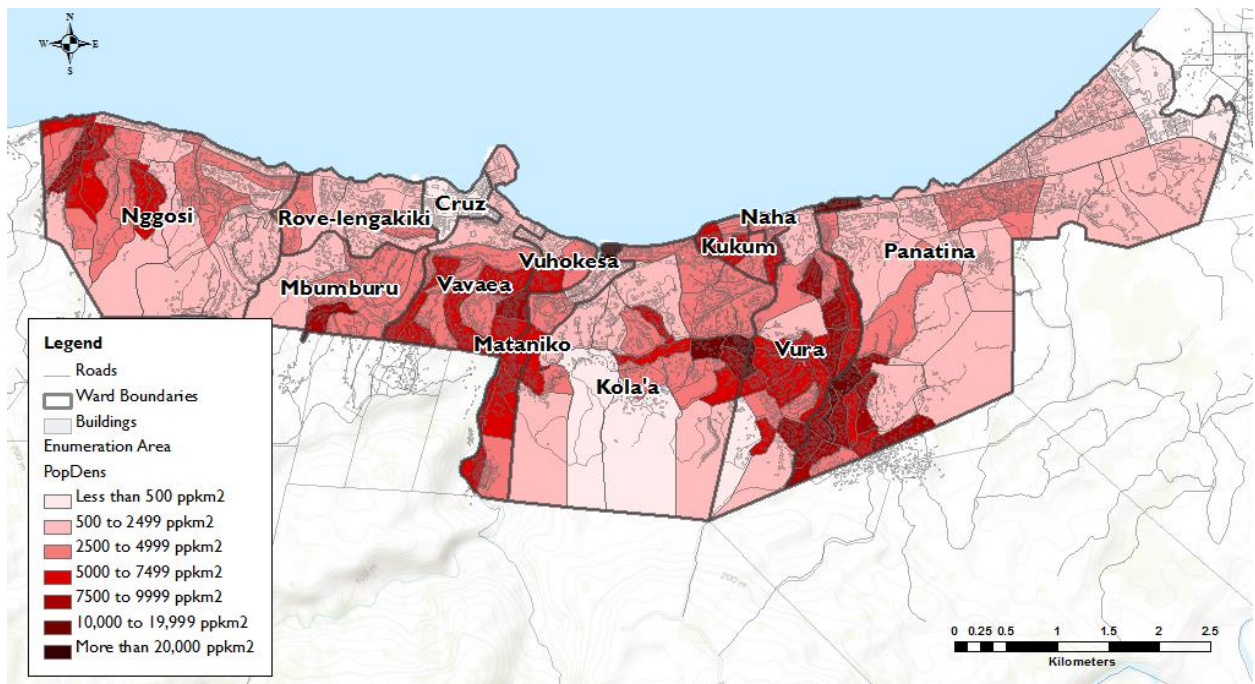 N
W E
S
Nggosi
Rove-lengakiki
Cruz
Naha
Kukum
Panatina
Vuhokesa
Mbumburu
Vavaea
Mataniko
Vura
Kola'a
Legend
Roads
Ward Boundaries
Buildings
Enumeration Area
PopDens
Less than 500 ppkm2
500 to 2499 ppkm2
2500 to 4999 ppkm2
5000 to 7499 ppkm2
7500 to 9999 ppkm2
10,000 to 19,999 ppkm2
More than 20,000 ppkm2
0 0.25 0.5 1 1.5 2 2.5
Kilometers